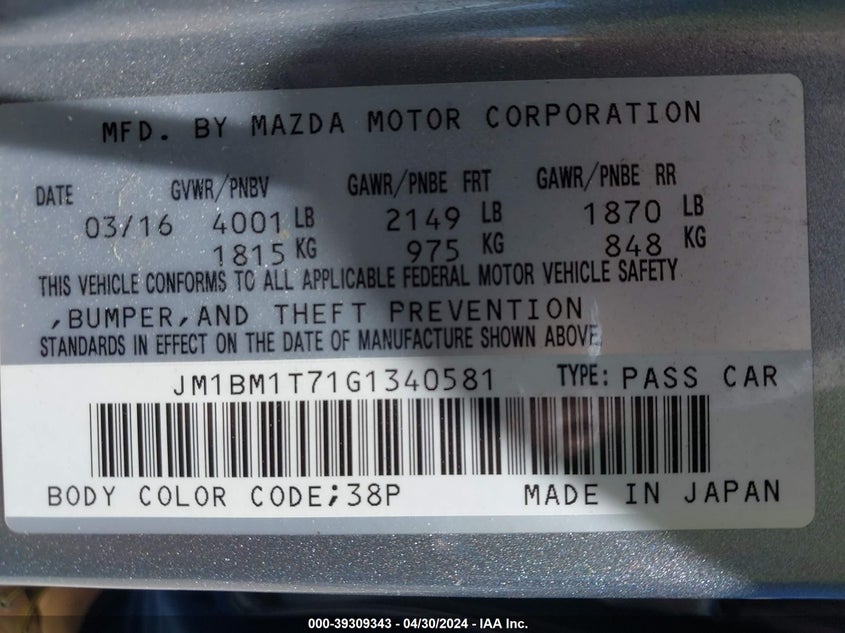 MFD. BY MAZDA MOTOR CORPORATION
DATE GVWR/PNBV GAWR/PNBE FRT GAWR/PNBE RR
03/16 4001 LB 2149 LB 1870 LB
1815 KG 975 KG 848 KG
THIS VEHICLE CONFORMS TO ALL APPLICABLE FEDERAL MOTOR VEHICLE SAFETY
,BUMPER,AND THEFT PREVENTION
STANDARDS IN EFFECT ON THE DATE OF MANUFACTURE SHOWN ABOVE.
JM1BM1T71G1340581 TYPE: PASS CAR
BODY COLOR CODE;38P MADE IN JAPAN
000-39309343 - 04/30/2024 - IAA Inc.